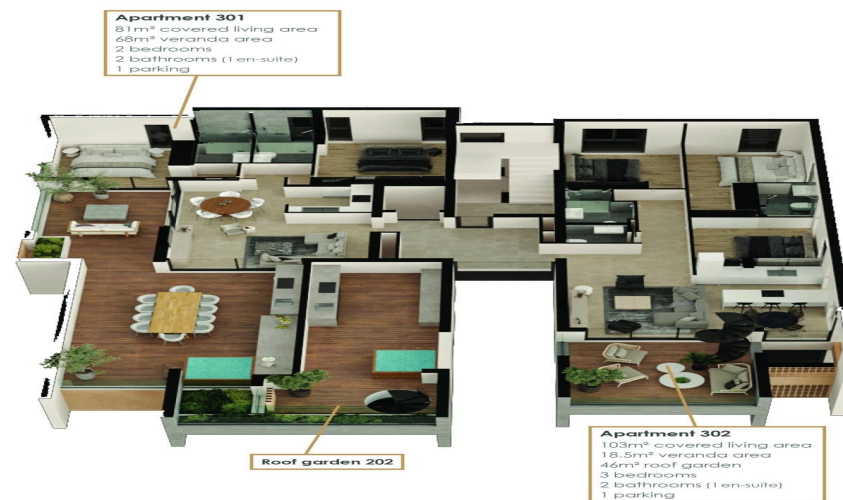 Apartment 301
81m² covered living area
68m² veranda area
2 bedrooms
2 bathrooms (1 en-suite)
1 parking
Roof garden 202
Apartment 302
103m² covered living area
18.5m² veranda area
46m² roof garden
3 bedrooms
2 bathrooms (1 en-suite)
1 parking